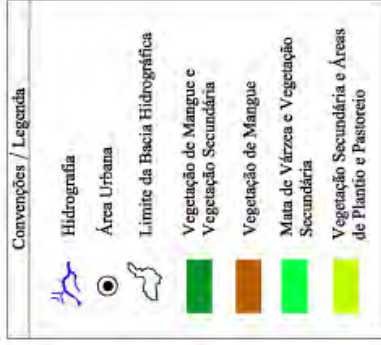 Convenções / Legenda
Hidrografia
Área Urbana
Limite da Bacia Hidrográfica
Vegetação de Mangue e
Vegetação Secundária
Vegetação de Mangue
Mata de Várzea e Vegetação
Secundária
Vegetação Secundária e Áreas
de Plantio e Pastoreio